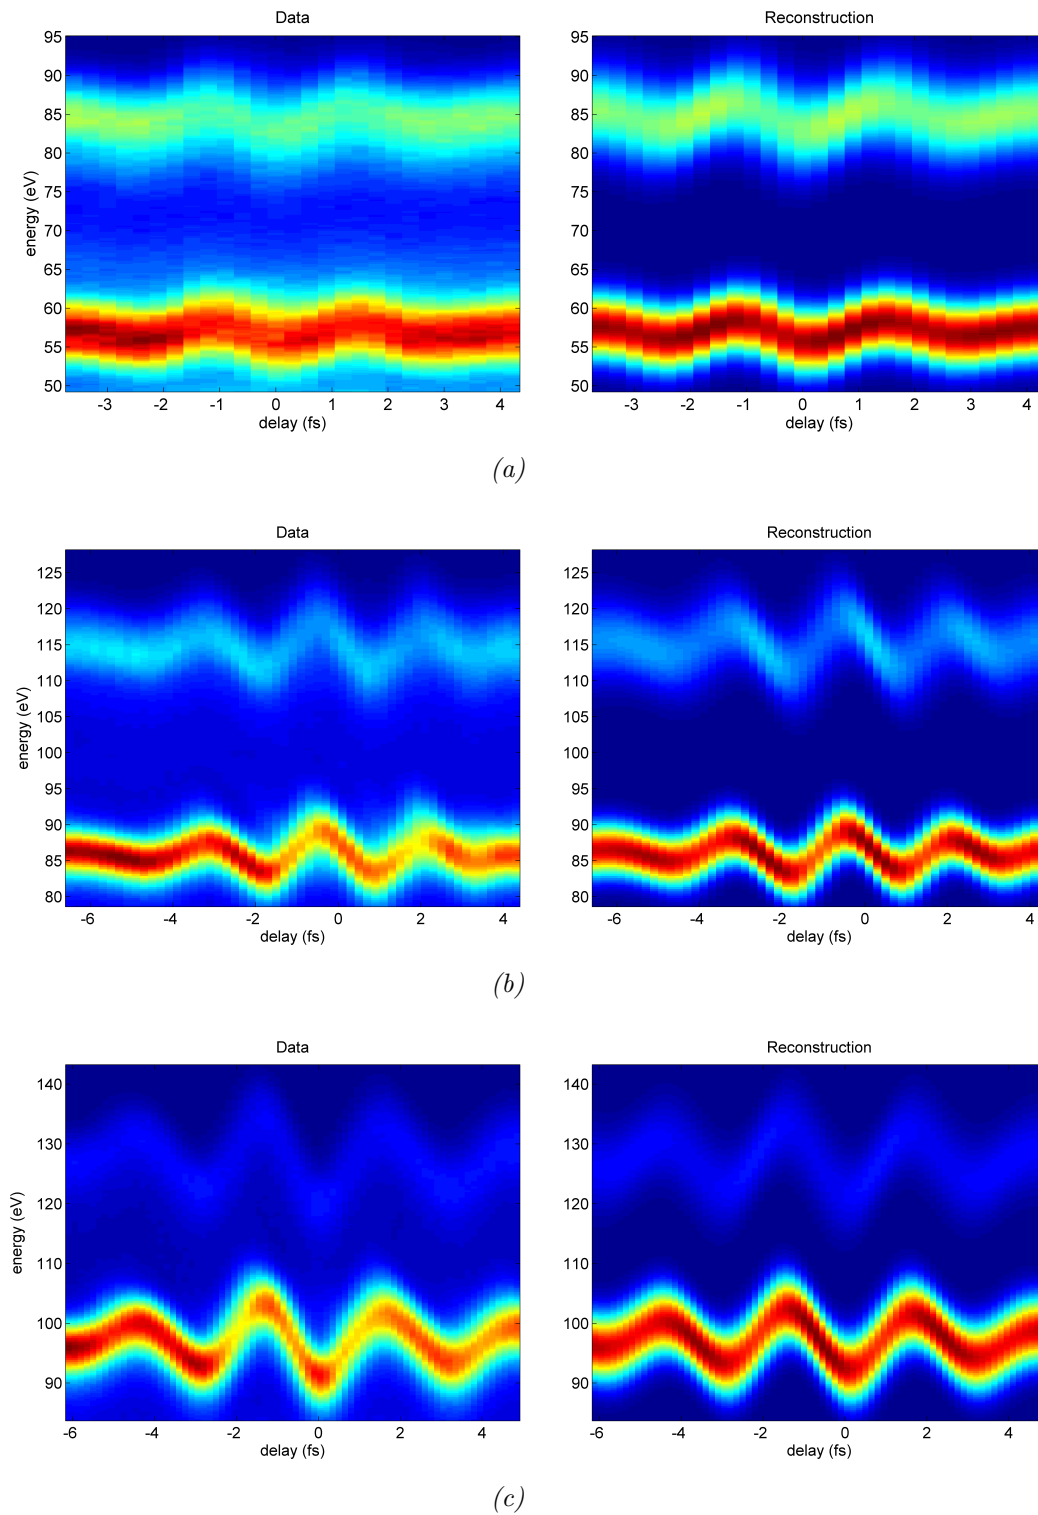 Data Reconstruction
95 95
90 90
85 85
80 80
75 75
70 70
65 65
60 60
55 55
50 50
energy (eV)
-3 -2 -1 0 1 2 3 4 -3 -2 -1 0 1 2 3 4
delay (fs) delay (fs)
(a)
Data Reconstruction
125 125
120 120
115 115
110 110
105 105
100 100
95 95
90 90
85 85
80 80
energy (eV)
-6 -4 -2 0 2 4 -6 -4 -2 0 2 4
delay (fs) delay (fs)
(b)
Data Reconstruction
140 140
130 130
120 120
110 110
100 100
90 90
energy (eV)
-6 -4 -2 0 2 4 -6 -4 -2 0 2 4
delay (fs) delay (fs)
(c)